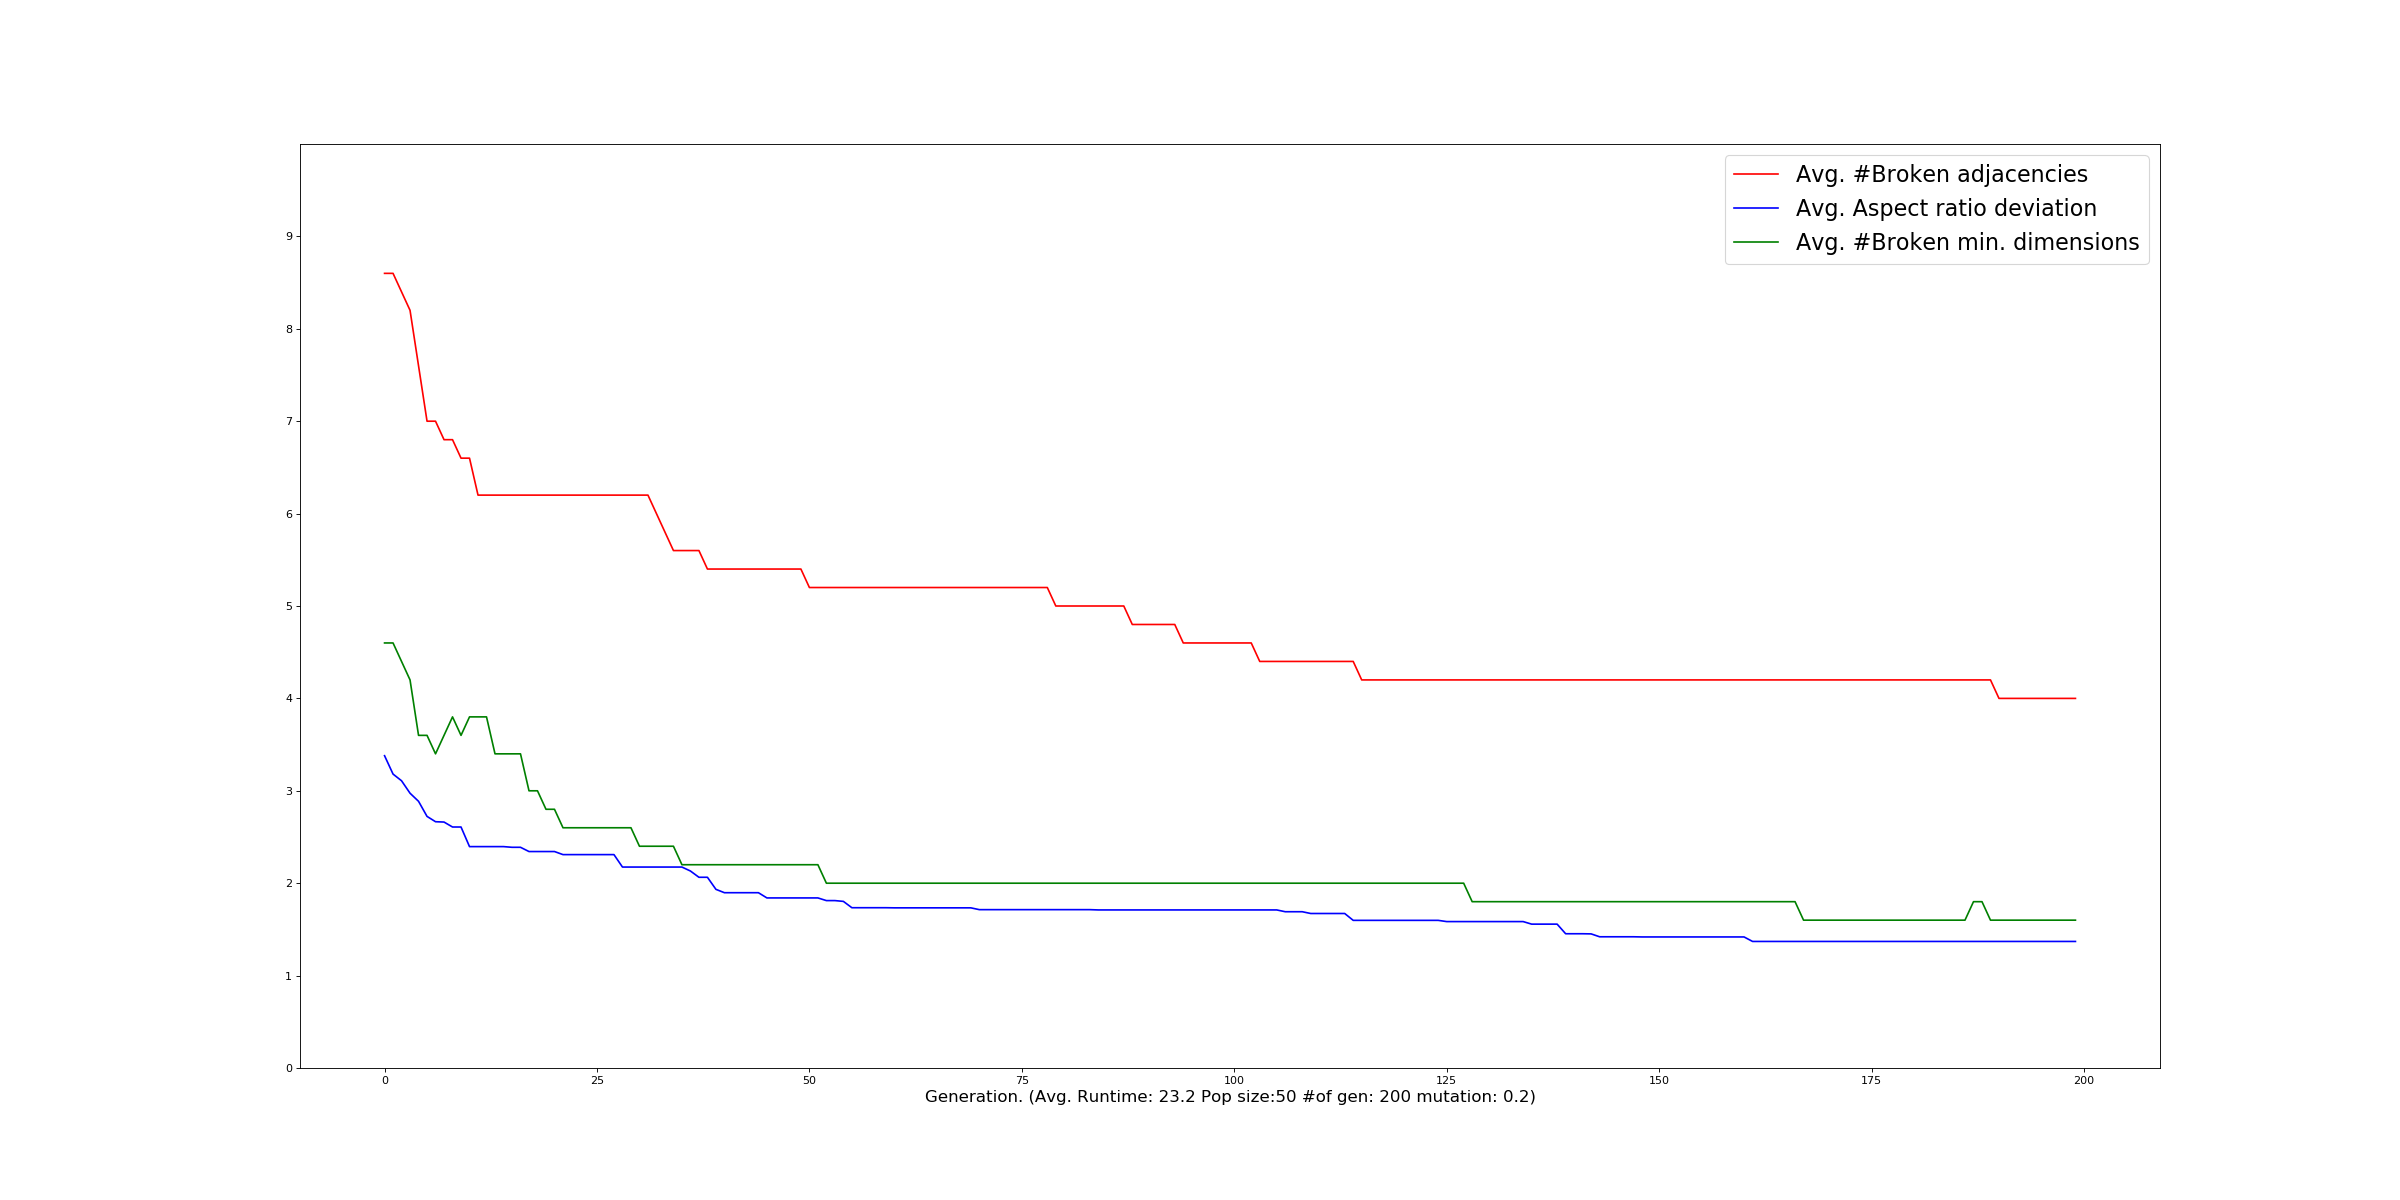 Avg. #Broken adjacencies
Avg. Aspect ratio deviation
Avg. #Broken min. dimensions
9
8
7
6
5
4
3
2
1
0
0 25 50 75 100 125 150 175 200
Generation. (Avg. Runtime: 23.2 Pop size:50 #of gen: 200 mutation: 0.2)